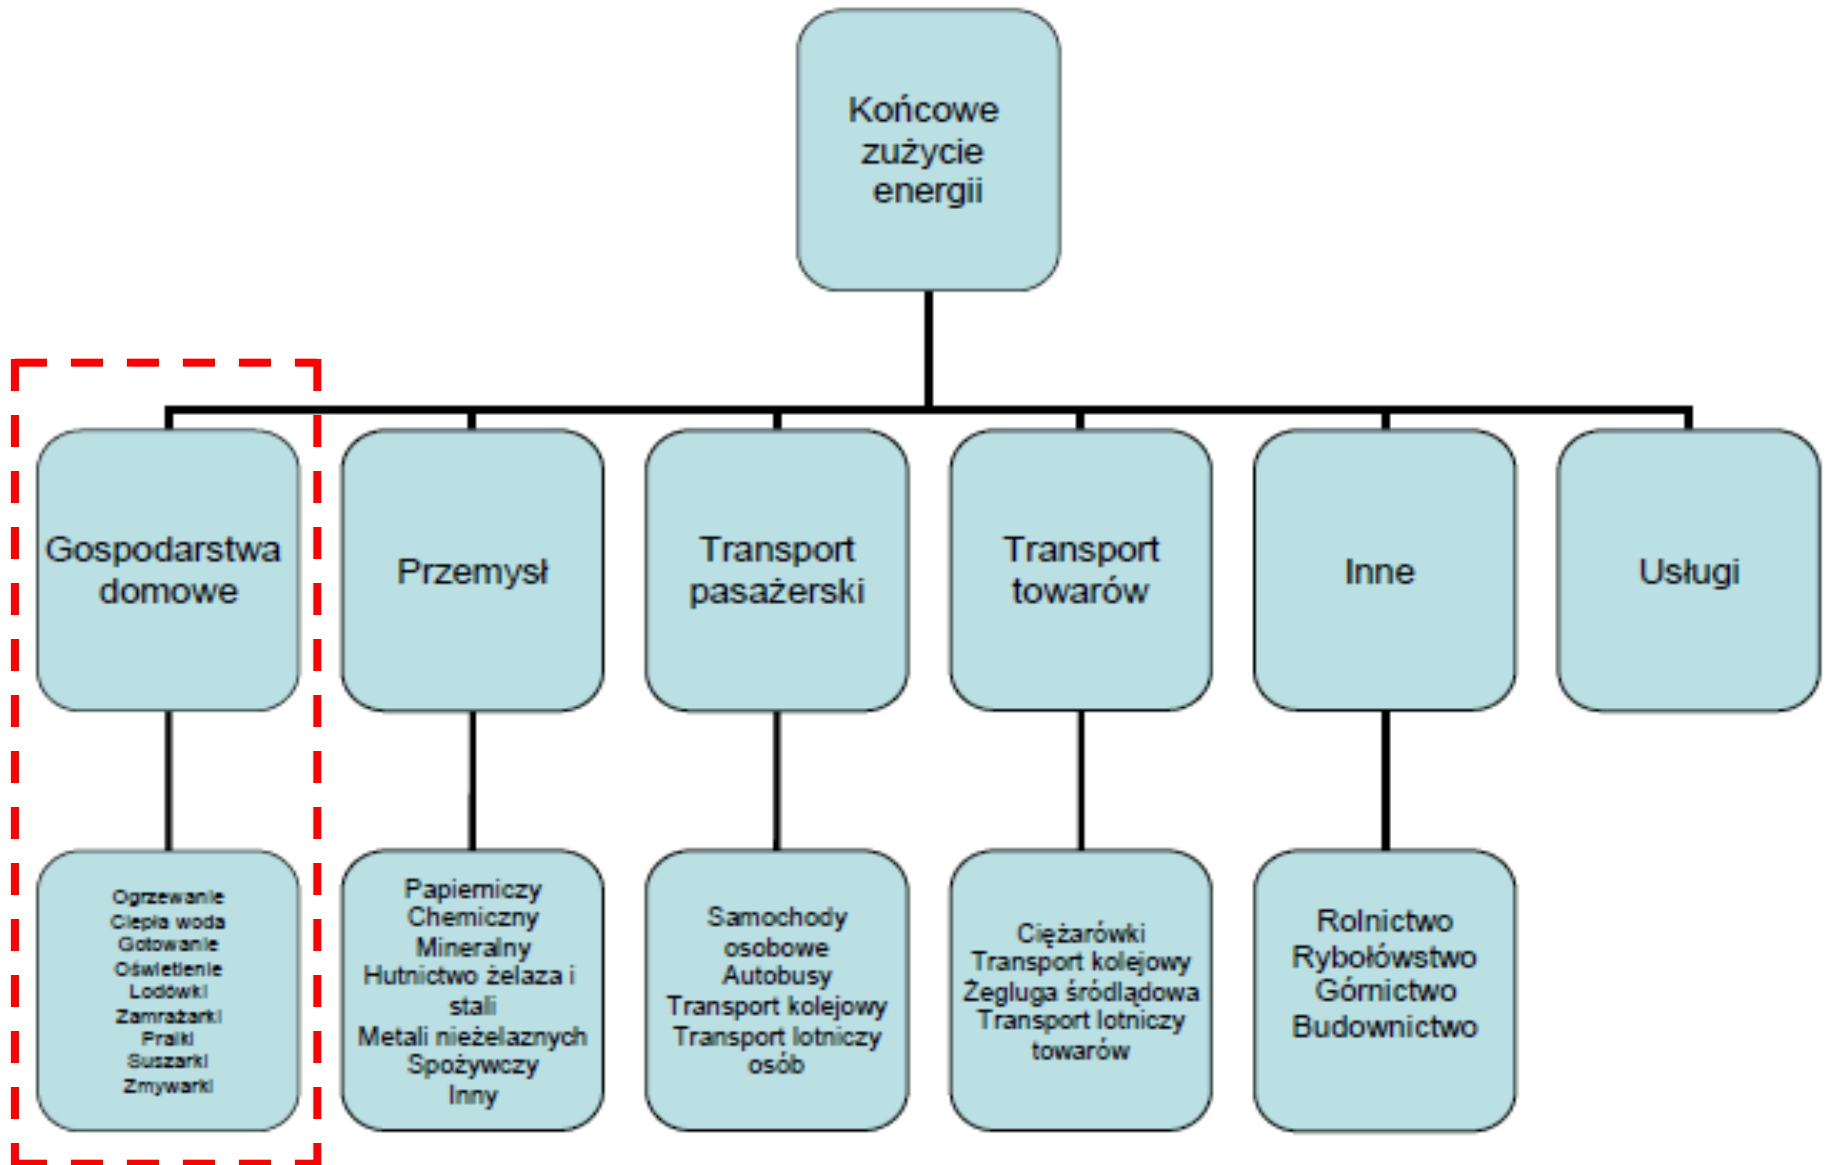 Końcowe
zużycie
energii
Gospodarstwa
domowe
Przemysł
Transport
pasażerski
Transport
towarów
Inne
Usługi
Ogrzewanie
Ciepła woda
Gotowanie
Oświetlenie
Lodówki
Zamrażarki
Pralki
Suszarki
Zmywarki
Papierniczy
Chemiczny
Mineralny
Hutnictwo żelaza i
stali
Metali nieżelaznych
Spożywczy
Inny
Samochody
osobowe
Autobusy
Transport kolejowy
Transport lotniczy
osób
Ciężarówki
Transport kolejowy
Żegluga śródlądowa
Transport lotniczy
towarów
Rolnictwo
Rybołówstwo
Górnictwo
Budownictwo